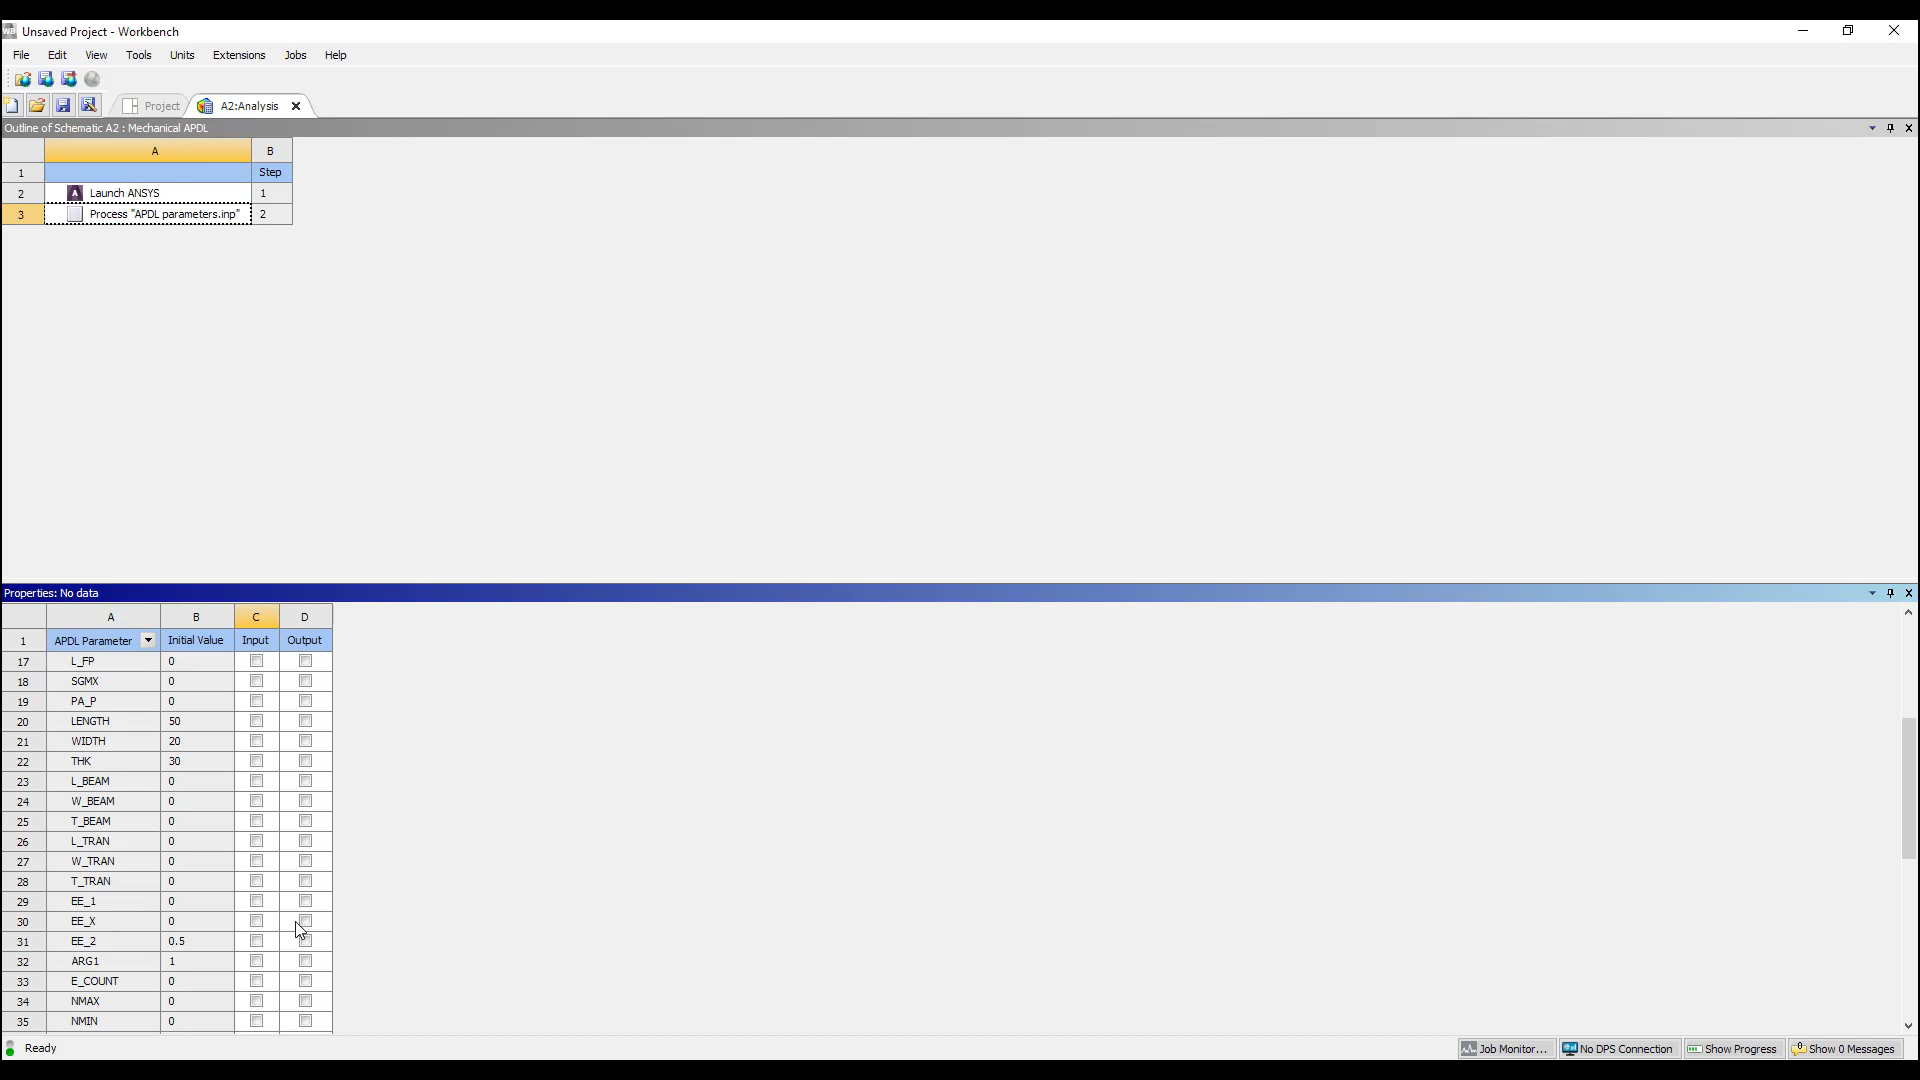 Unsaved Project - Workbench
File Edit View Tools Units Extensions Jobs Help
Project A2:Analysis
Outline of Schematic A2 : Mechanical APDL
A B
1 Step
2 Launch ANSYS 1
3 Process "APDL parameters.inp" 2
Properties: No data
A B C D
1 APDL Parameter Initial Value Input Output
17 L_FP 0
18 SGMX 0
19 PA_P 0
20 LENGTH 50
21 WIDTH 20
22 THK 30
23 L_BEAM 0
24 W_BEAM 0
25 T_BEAM 0
26 L_TRAN 0
27 W_TRAN 0
28 T_TRAN 0
29 EE_1 0
30 EE_X 0
31 EE_2 0.5
32 ARG1 1
33 E_COUNT 0
34 NMAX 0
35 NMIN 0
Ready Job Monitor... No DPS Connection Show Progress Show 0 Messages